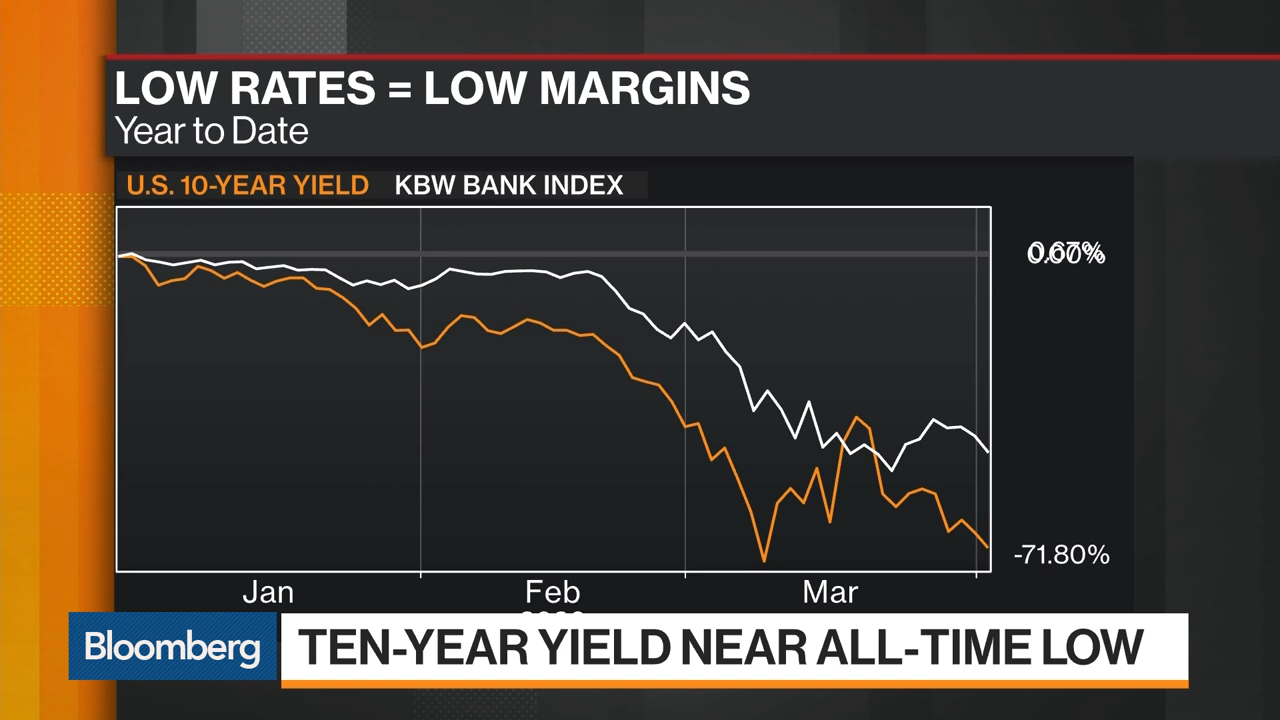 LOW RATES = LOW MARGINS
Year to Date
U.S. 10-YEAR YIELD KBW BANK INDEX
-71.80%
Jan Feb Mar
Bloomberg
TEN-YEAR YIELD NEAR ALL-TIME LOW